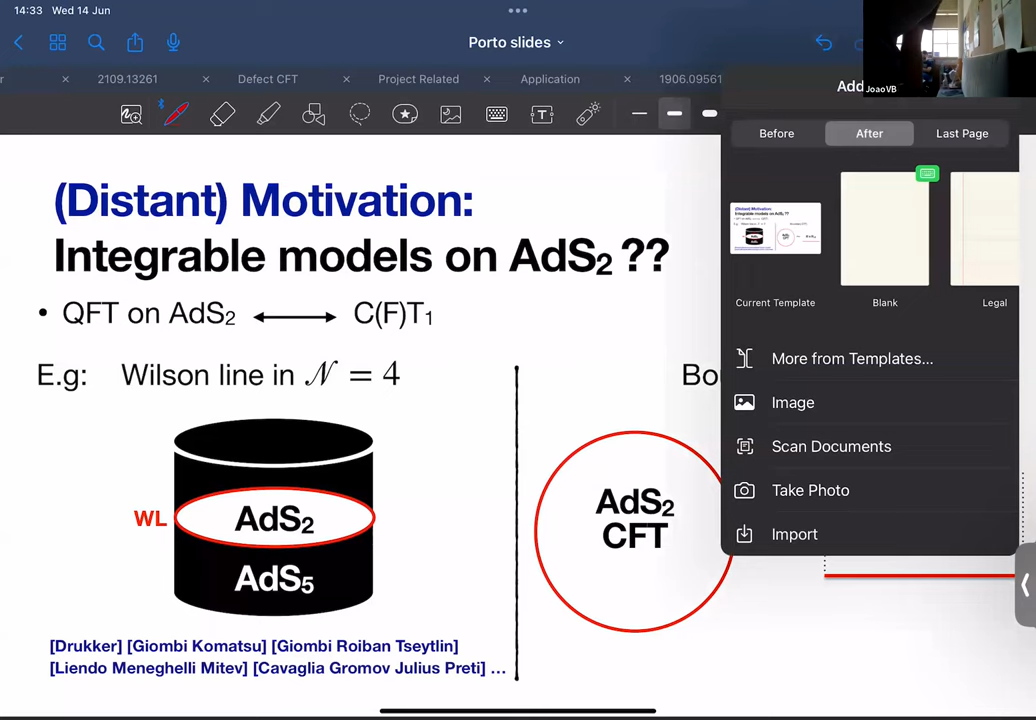 14:33 Wed 14 Jun
Porto slides
r
2109.13261
Defect CFT
Project Related
Application
1906.09561
JoaoVB
Before
After
Last Page
Current Template
Blank
Legal
More from Templates...
Image
Scan Documents
Take Photo
Import
(Distant) Motivation:
Integrable models on AdS₂ ??
• QFT on AdS₂ ⟷ C(F)T₁
E.g: Wilson line in 𝒩 = 4
WL
AdS₂
AdS₅
AdS₂
CFT
[Drukker] [Giombi Komatsu] [Giombi Roiban Tseytlin]
[Liendo Meneghelli Mitev] [Cavaglia Gromov Julius Preti] ...